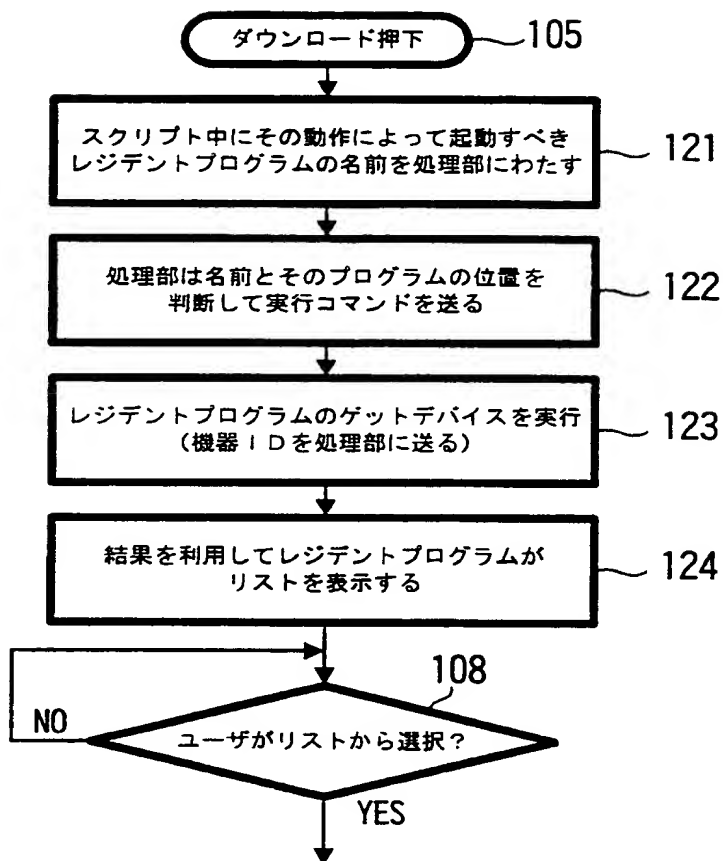 ダウンロード押下
105
スクリプト中にその動作によって起動すべき
レジデントプログラムの名前を処理部にわたす
121
処理部は名前とそのプログラムの位置を
判断して実行コマンドを送る
122
レジデントプログラムのゲットデバイスを実行
(機器IDを処理部に送る)
123
結果を利用してレジデントプログラムが
リストを表示する
124
108
NO
ユーザがリストから選択?
YES